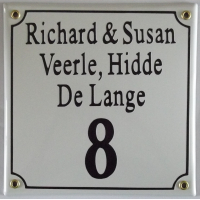 Richard & Susan
Veerle, Hidde
De Lange
8